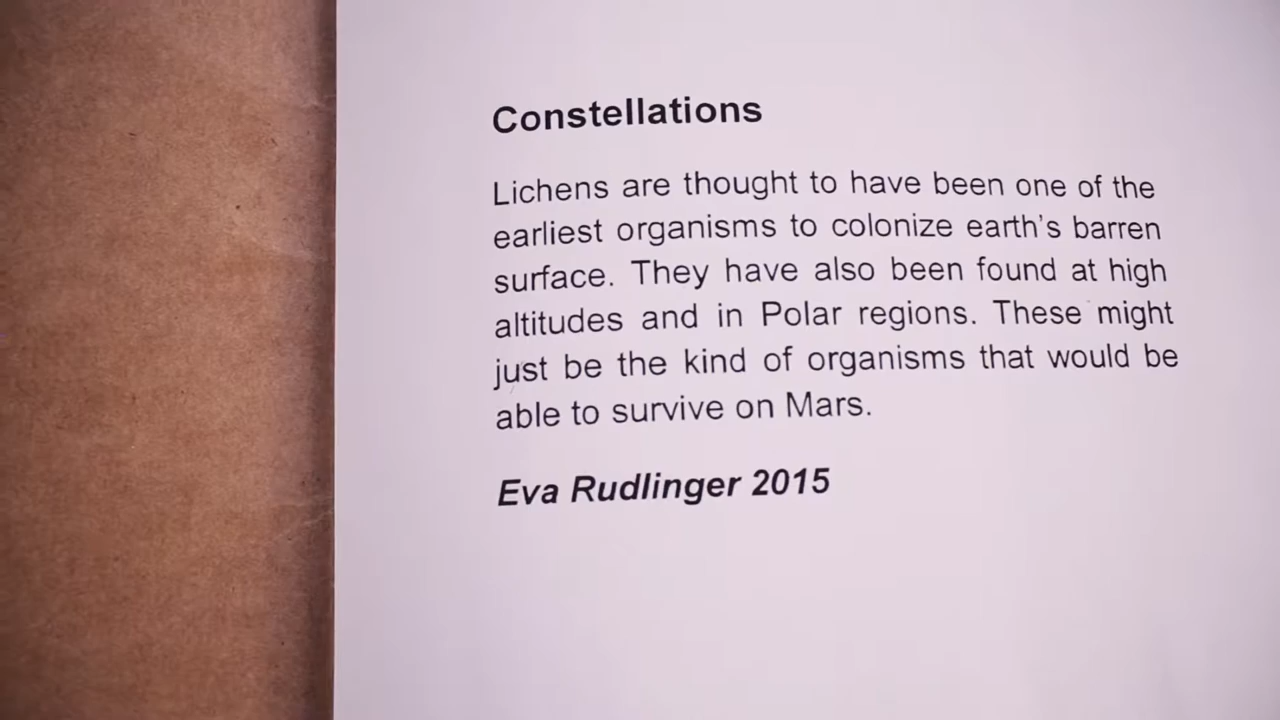 Constellations
Lichens are thought to have been one of the
earliest organisms to colonize earth's barren
surface. They have also been found at high
altitudes and in Polar regions. These might
just be the kind of organisms that would be
able to survive on Mars.
Eva Rudlinger 2015